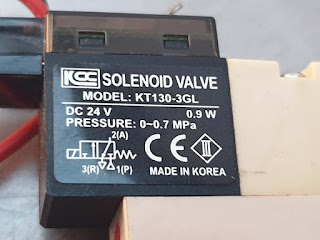 KCC SOLENOID VALVE
MODEL: KT130-3GL
DC 24 V 0.9 W
PRESSURE: 0~0.7 MPa
2(A)
3(R) 1(P)
CE
MADE IN KOREA